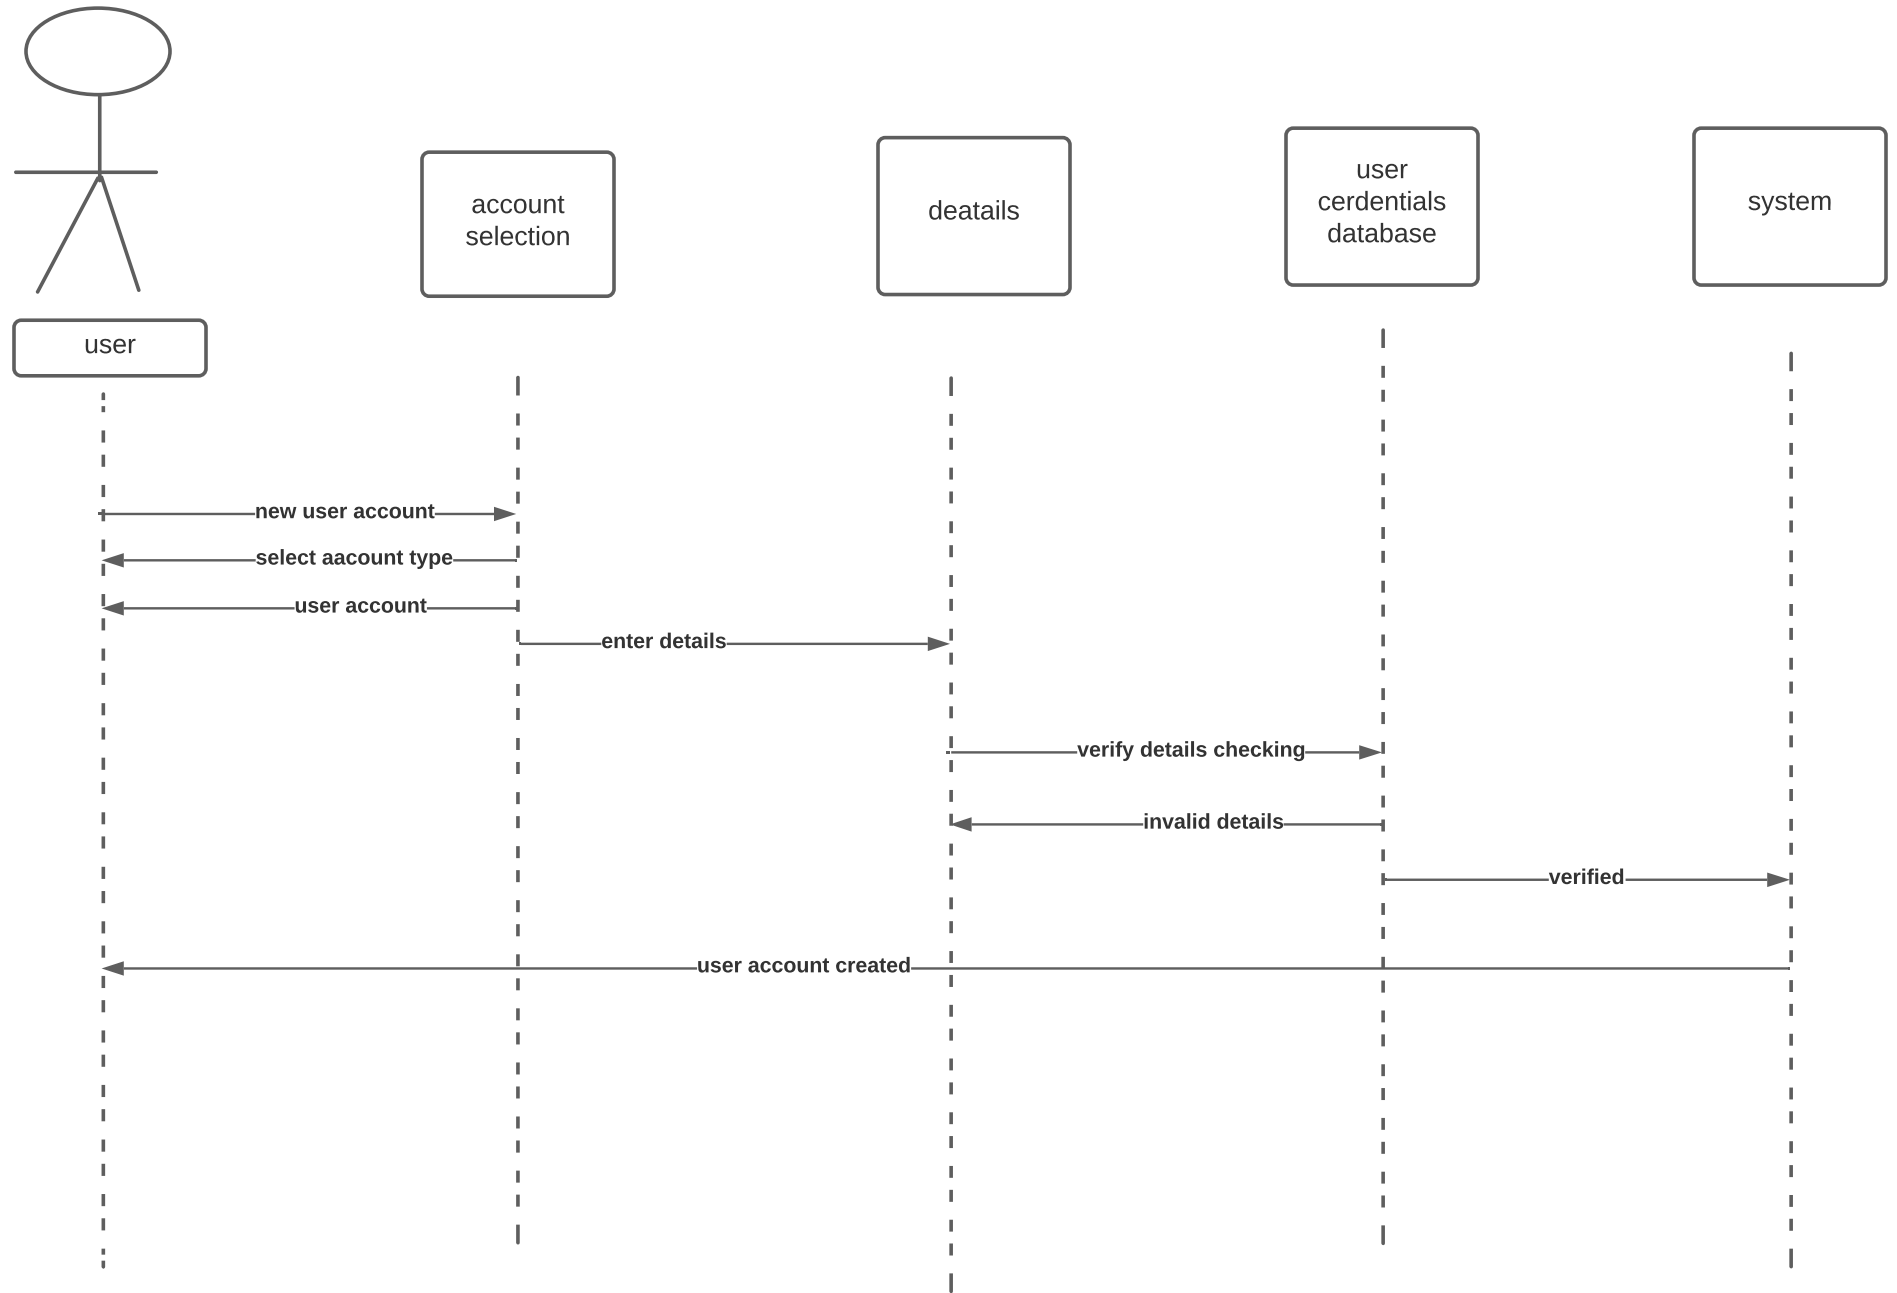 account
selection
deatails
user
cerdentials
database
system
user
new user account
select aacount type
user account
enter details
verify details checking
invalid details
verified
user account created